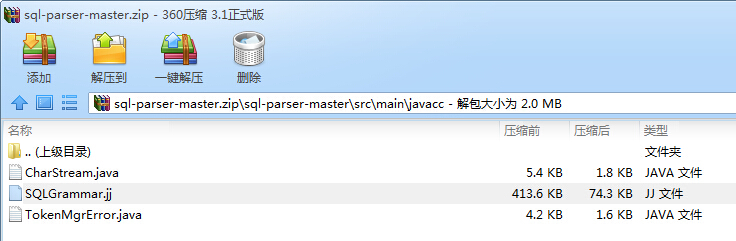 sql-parser-master.zip - 360压缩 3.1正式版
添加 解压到 一键解压 删除
sql-parser-master.zip\sql-parser-master\src\main\javacc - 解包大小为 2.0 MB
名称 压缩前 压缩后 类型
.. (上级目录) 文件夹
CharStream.java 5.4 KB 1.8 KB JAVA 文件
SQLGrammar.jj 413.6 KB 74.3 KB JJ 文件
TokenMgrError.java 4.2 KB 1.6 KB JAVA 文件